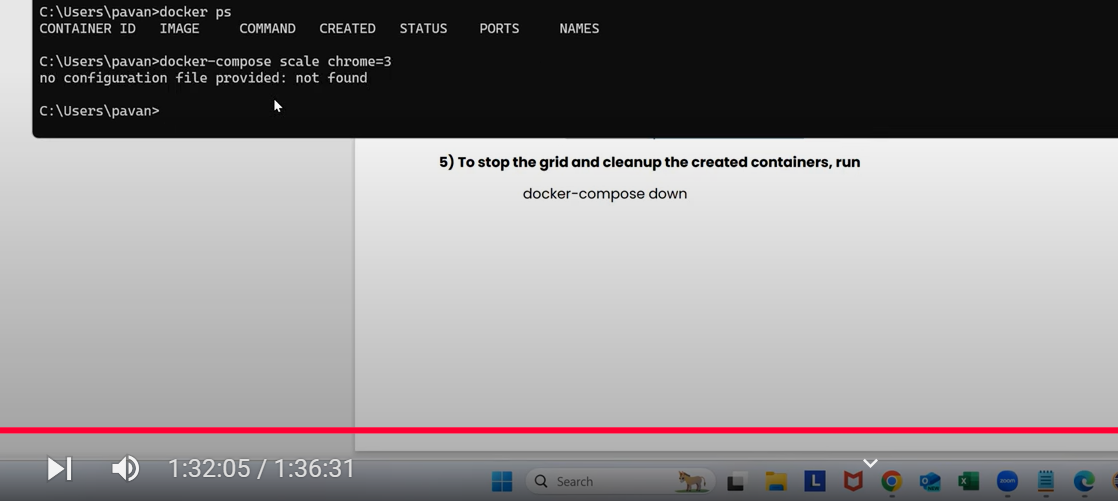 C:\Users\pavan>docker ps
CONTAINER ID   IMAGE     COMMAND   CREATED   STATUS    PORTS     NAMES
C:\Users\pavan>docker-compose scale chrome=3
no configuration file provided: not found
C:\Users\pavan>
5) To stop the grid and cleanup the created containers, run
docker-compose down
1:32:05 / 1:36:31
Search
L
zoom